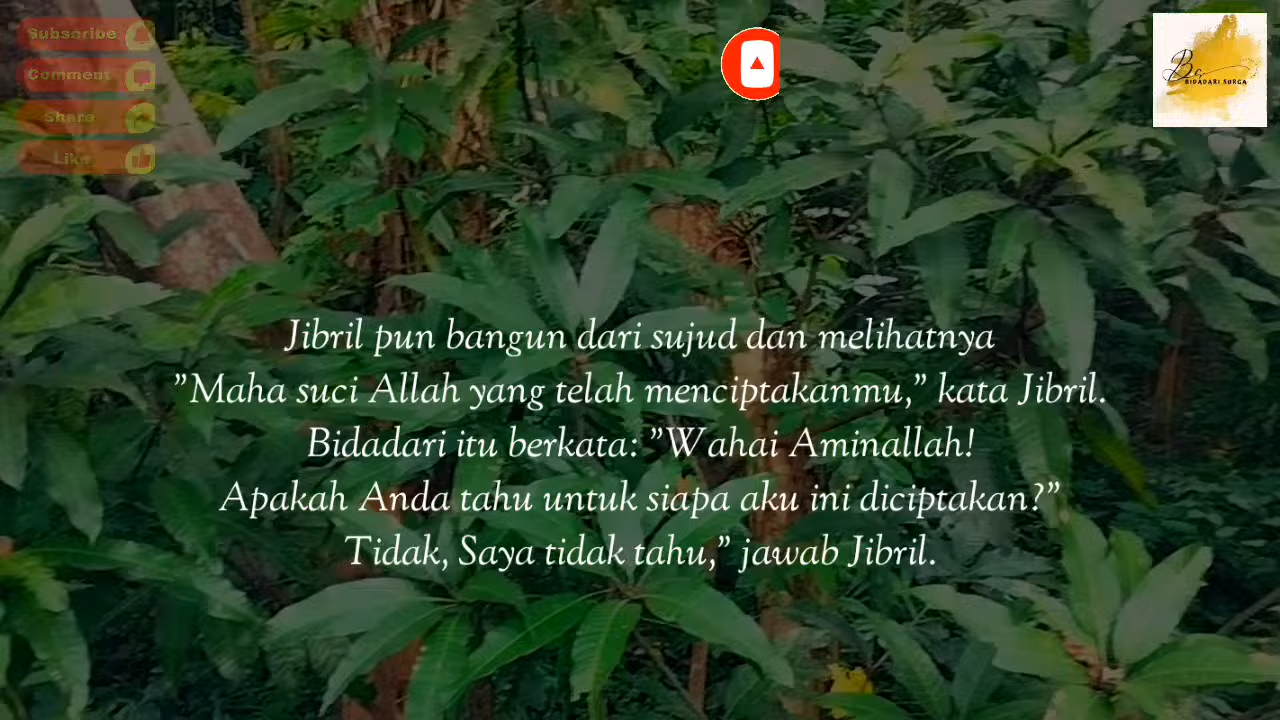 Subscribe
Comment
Share
Like
BIDADARI SURGA
Jibril pun bangun dari sujud dan melihatnya
”Maha suci Allah yang telah menciptakanmu,” kata Jibril.
Bidadari itu berkata: ”Wahai Aminallah!
Apakah Anda tahu untuk siapa aku ini diciptakan?”
Tidak, Saya tidak tahu,” jawab Jibril.